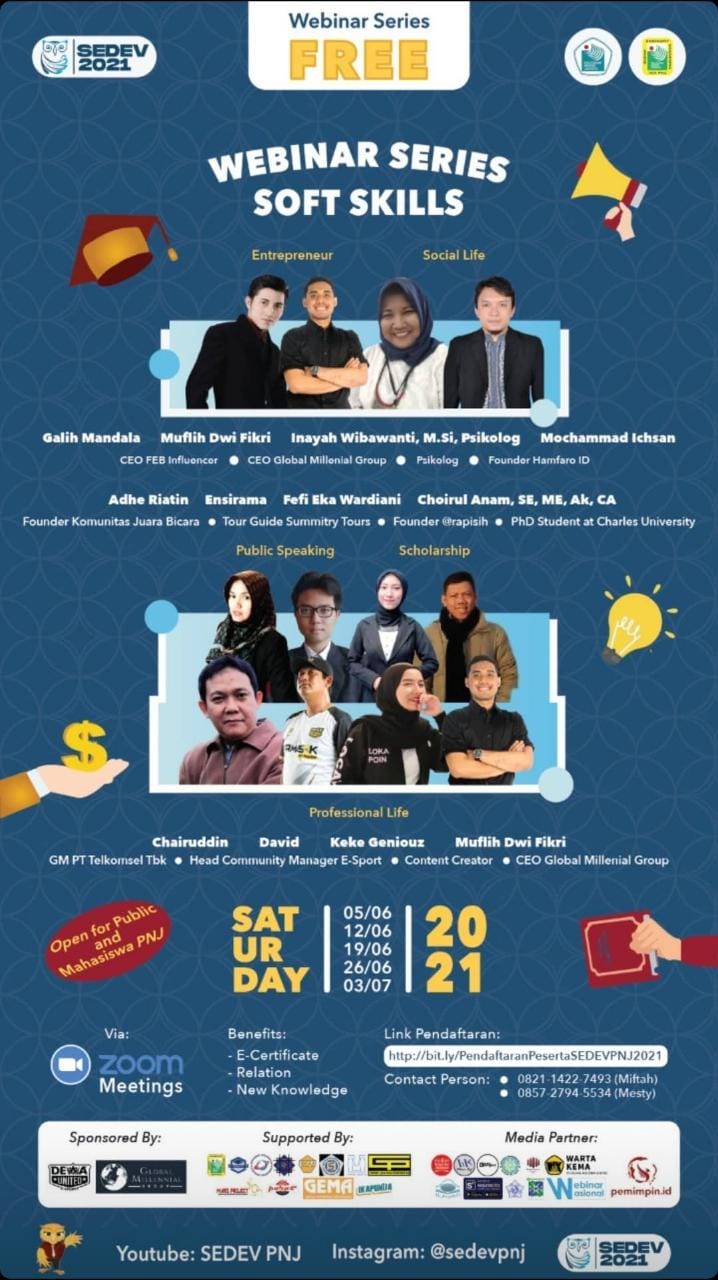 SEDEV
2021
Webinar Series
FREE
WEBINAR SERIES
SOFT SKILLS
Entrepreneur Social Life
Galih Mandala Muflih Dwi Fikri Inayah Wibawanti, M.Si, Psikolog Mochammad Ichsan
CEO FEB Influencer ● CEO Global Millenial Group ● Psikolog ● Founder Hamfaro ID
Adhe Riatin Ensirama Fefi Eka Wardiani Choirul Anam, SE, ME, Ak, CA
Founder Komunitas Juara Bicara ● Tour Guide Summitry Tours ● Founder @rapisih ● PhD Student at Charles University
Public Speaking Scholarship
LOKA
POIN
Professional Life
Chairuddin David Keke Geniouz Muflih Dwi Fikri
GM PT Telkomsel Tbk ● Head Community Manager E-Sport ● Content Creator ● CEO Global Millenial Group
Open for Public
and
Mahasiswa PNJ
SAT
UR
DAY
05/06
12/06
19/06
26/06
03/07
20
21
Via:
zoom
Meetings
Benefits:
- E-Certificate
- Relation
- New Knowledge
Link Pendaftaran:
http://bit.ly/PendaftaranPesertaSEDEVPNJ2021
Contact Person: ● 0821-1422-7493 (Miftah)
● 0857-2794-5534 (Mesty)
Sponsored By:
DEWA
UNITED
GLOBAL
MILLENNIAL
GROUP
Supported By:
GEMA
Media Partner:
WARTA
KEMA
Webinar
nasional
pemimpin.id
Youtube: SEDEV PNJ Instagram: @sedevpnj
SEDEV
2021